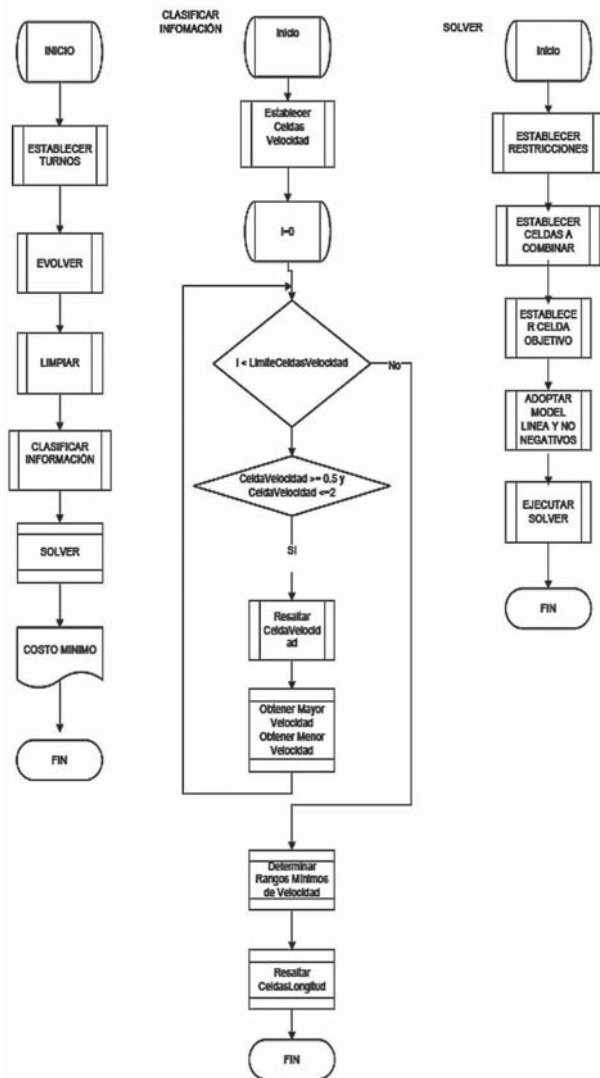 INICIO
ESTABLECER
TURNOS
EVOLVER
LIMPIAR
CLASIFICAR
INFORMACIÓN
SOLVER
COSTO MINIMO
FIN
CLASIFICAR
INFOMACIÓN
Inicio
Establecer
Celdas
Velocidad
I=0
I < LimiteCeldasVelocidad
No
CeldaVelocidad >= 0.5 y
CeldaVelocidad <=2
SI
Resaltar
CeldaVelocid
ad
Obtener Mayor
Velocidad
Obtener Menor
Velocidad
Determinar
Rangos Mínimos
de Velocidad
Resaltar
CeldasLongitud
FIN
SOLVER
Inicio
ESTABLECER
RESTRICCIONES
ESTABLECER
CELDAS A
COMBINAR
ESTABLECE
R CELDA
OBJETIVO
ADOPTAR
MODEL
LINEA Y NO
NEGATIVOS
EJECUTAR
SOLVER
FIN